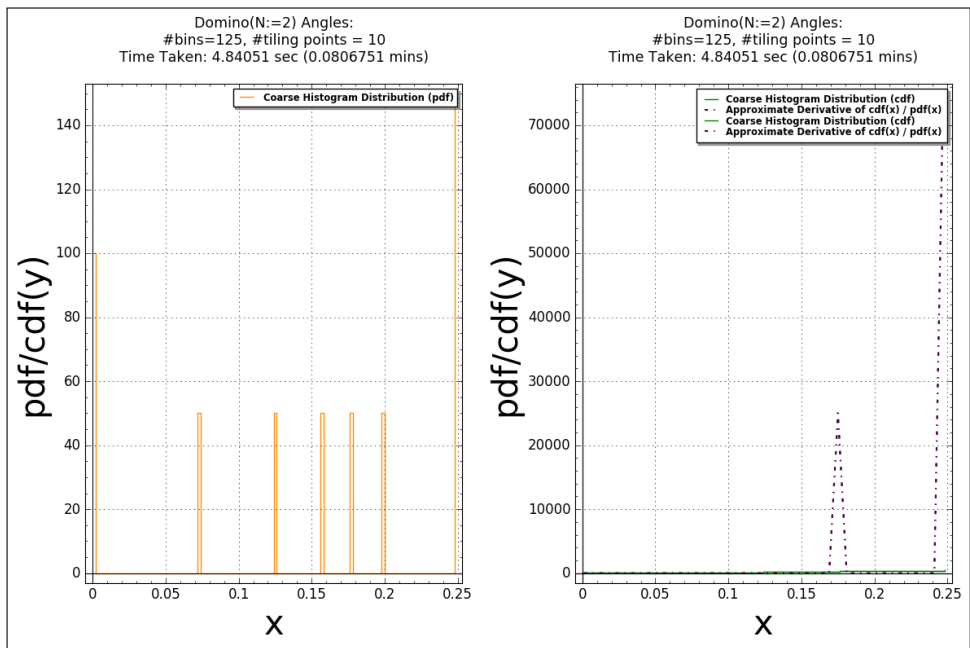 Domino(N:=2) Angles:
#bins=125, #tiling points = 10
Time Taken: 4.84051 sec (0.0806751 mins)
Coarse Histogram Distribution (pdf)
140
120
100
80
60
40
20
0
pdf/cdf(y)
0 0.05 0.1 0.15 0.2 0.25
x
Domino(N:=2) Angles:
#bins=125, #tiling points = 10
Time Taken: 4.84051 sec (0.0806751 mins)
Coarse Histogram Distribution (cdf)
Approximate Derivative of cdf(x) / pdf(x)
Coarse Histogram Distribution (cdf)
Approximate Derivative of cdf(x) / pdf(x)
70000
60000
50000
40000
30000
20000
10000
0
pdf/cdf(y)
0 0.05 0.1 0.15 0.2 0.25
x